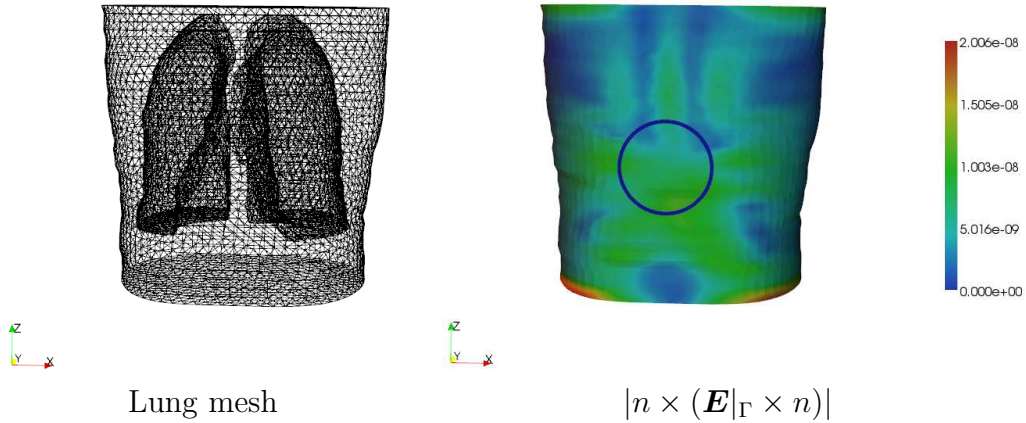 2.006e-08
1.505e-08
1.003e-08
5.016e-09
0.000e+00
Z
Y
X
Z
Y
X
Lung mesh
|n × (E|Γ × n)|